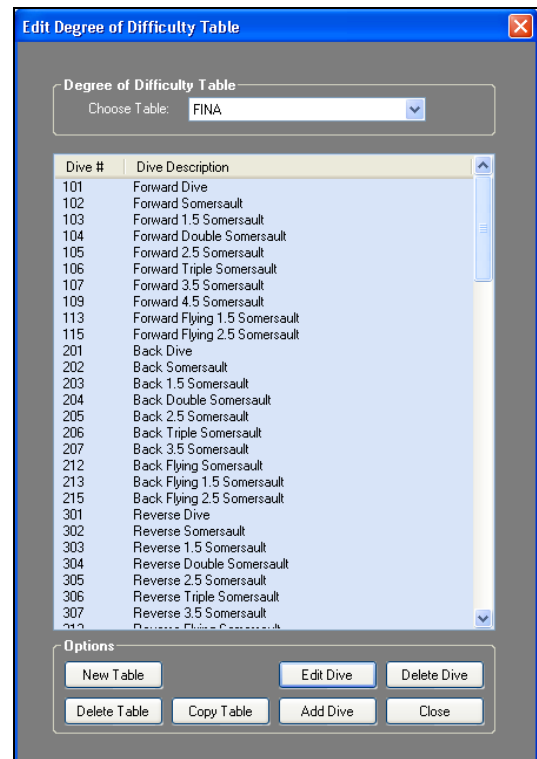 Edit Degree of Difficulty Table
Degree of Difficulty Table
Choose Table: FINA
Dive # Dive Description
101 Forward Dive
102 Forward Somersault
103 Forward 1.5 Somersault
104 Forward Double Somersault
105 Forward 2.5 Somersault
106 Forward Triple Somersault
107 Forward 3.5 Somersault
109 Forward 4.5 Somersault
113 Forward Flying 1.5 Somersault
115 Forward Flying 2.5 Somersault
201 Back Dive
202 Back Somersault
203 Back 1.5 Somersault
204 Back Double Somersault
205 Back 2.5 Somersault
206 Back Triple Somersault
207 Back 3.5 Somersault
212 Back Flying Somersault
213 Back Flying 1.5 Somersault
215 Back Flying 2.5 Somersault
301 Reverse Dive
302 Reverse Somersault
303 Reverse 1.5 Somersault
304 Reverse Double Somersault
305 Reverse 2.5 Somersault
306 Reverse Triple Somersault
307 Reverse 3.5 Somersault
Options
New Table Edit Dive Delete Dive
Delete Table Copy Table Add Dive Close